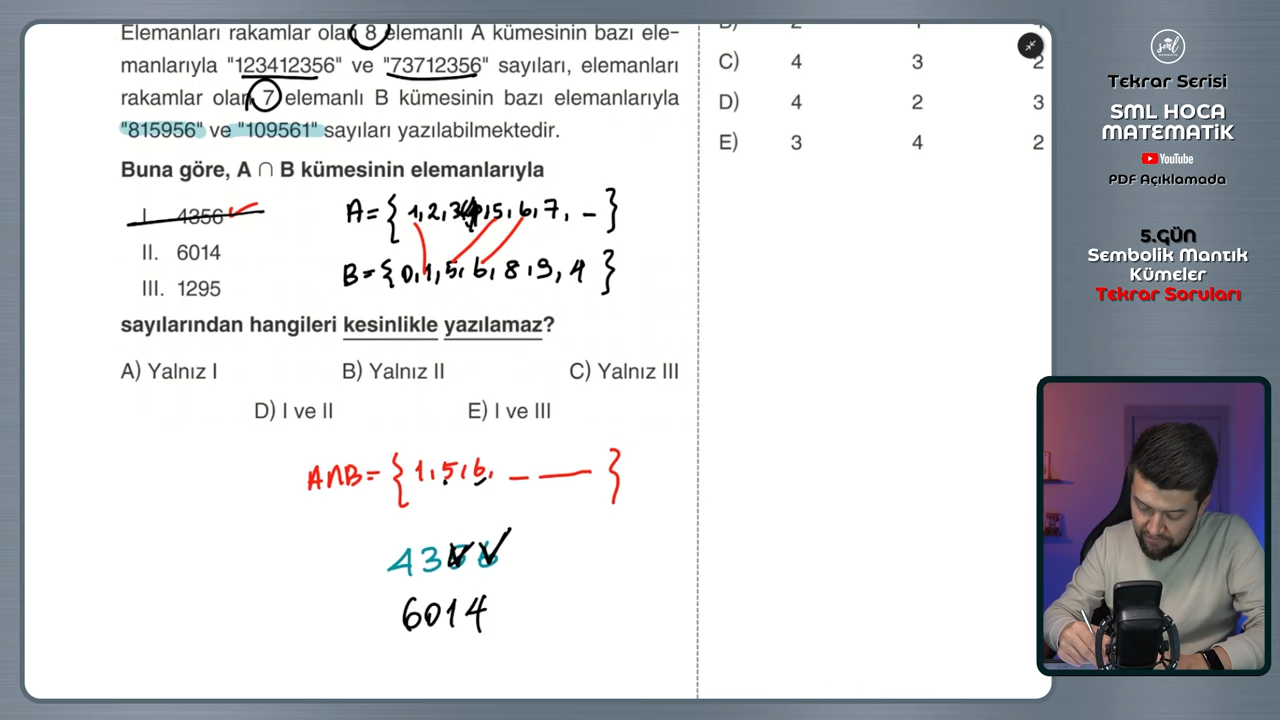 Elemanları rakamlar olan 8 elemanlı A kümesinin bazı ele-
manlarıyla "123412356" ve "73712356" sayıları, elemanları
rakamlar olan 7 elemanlı B kümesinin bazı elemanlarıyla
"815956" ve "109561" sayıları yazılabilmektedir.
Buna göre, A ∩ B kümesinin elemanlarıyla
I. 4356
II. 6014
III. 1295
A = { 1, 2, 3, 4, 5, 6, 7, _ }
B = { 0, 1, 5, 6, 8, 9, 4 }
sayılarından hangileri kesinlikle yazılamaz?
A) Yalnız I B) Yalnız II C) Yalnız III
D) I ve II E) I ve III
A∩B = { 1, 5, 6, _ _ }
4356
6014
C) 4 3 2
D) 4 2 3
E) 3 4 2
sml
Tekrar Serisi
SML HOCA
MATEMATİK
YouTube
PDF Açıklamada
5.GÜN
Sembolik Mantık
Kümeler
Tekrar Soruları